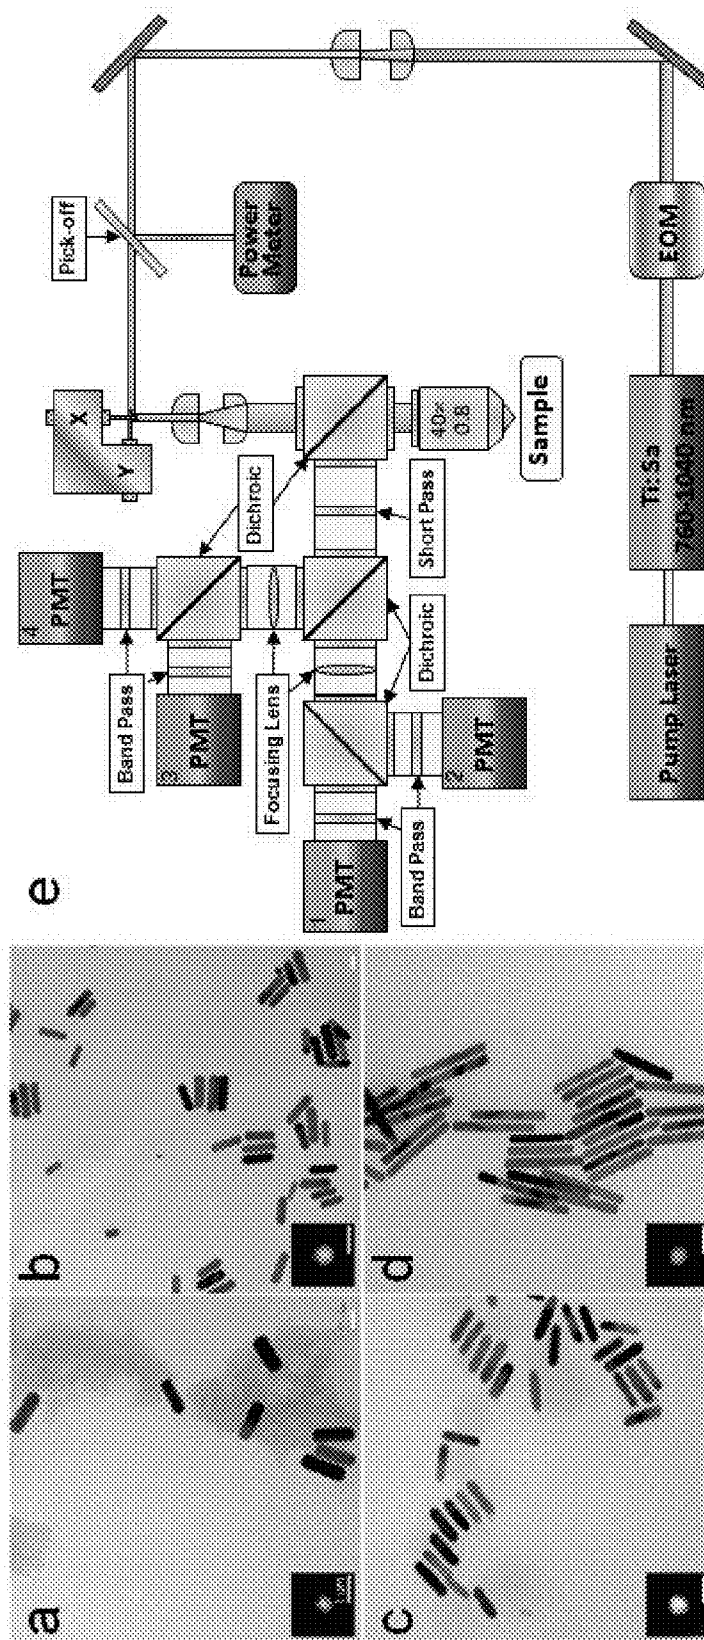 a
b
c
d
e
Pump Laser
Ti: Sa
760-1040 nm
EOM
Pick-off
Power
Meter
X
Y
40×
0.8
Sample
Dichroic
Short Pass
4
PMT
Band Pass
3
PMT
Focusing Lens
Dichroic
2
PMT
Band Pass
1
PMT